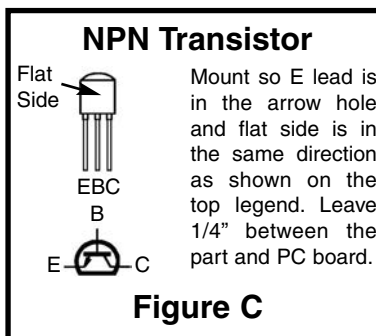 NPN Transistor
Flat
Side
EBC
B
E
C
Mount so E lead is
in the arrow hole
and flat side is in
the same direction
as shown on the
top legend. Leave
1/4” between the
part and PC board.
Figure C